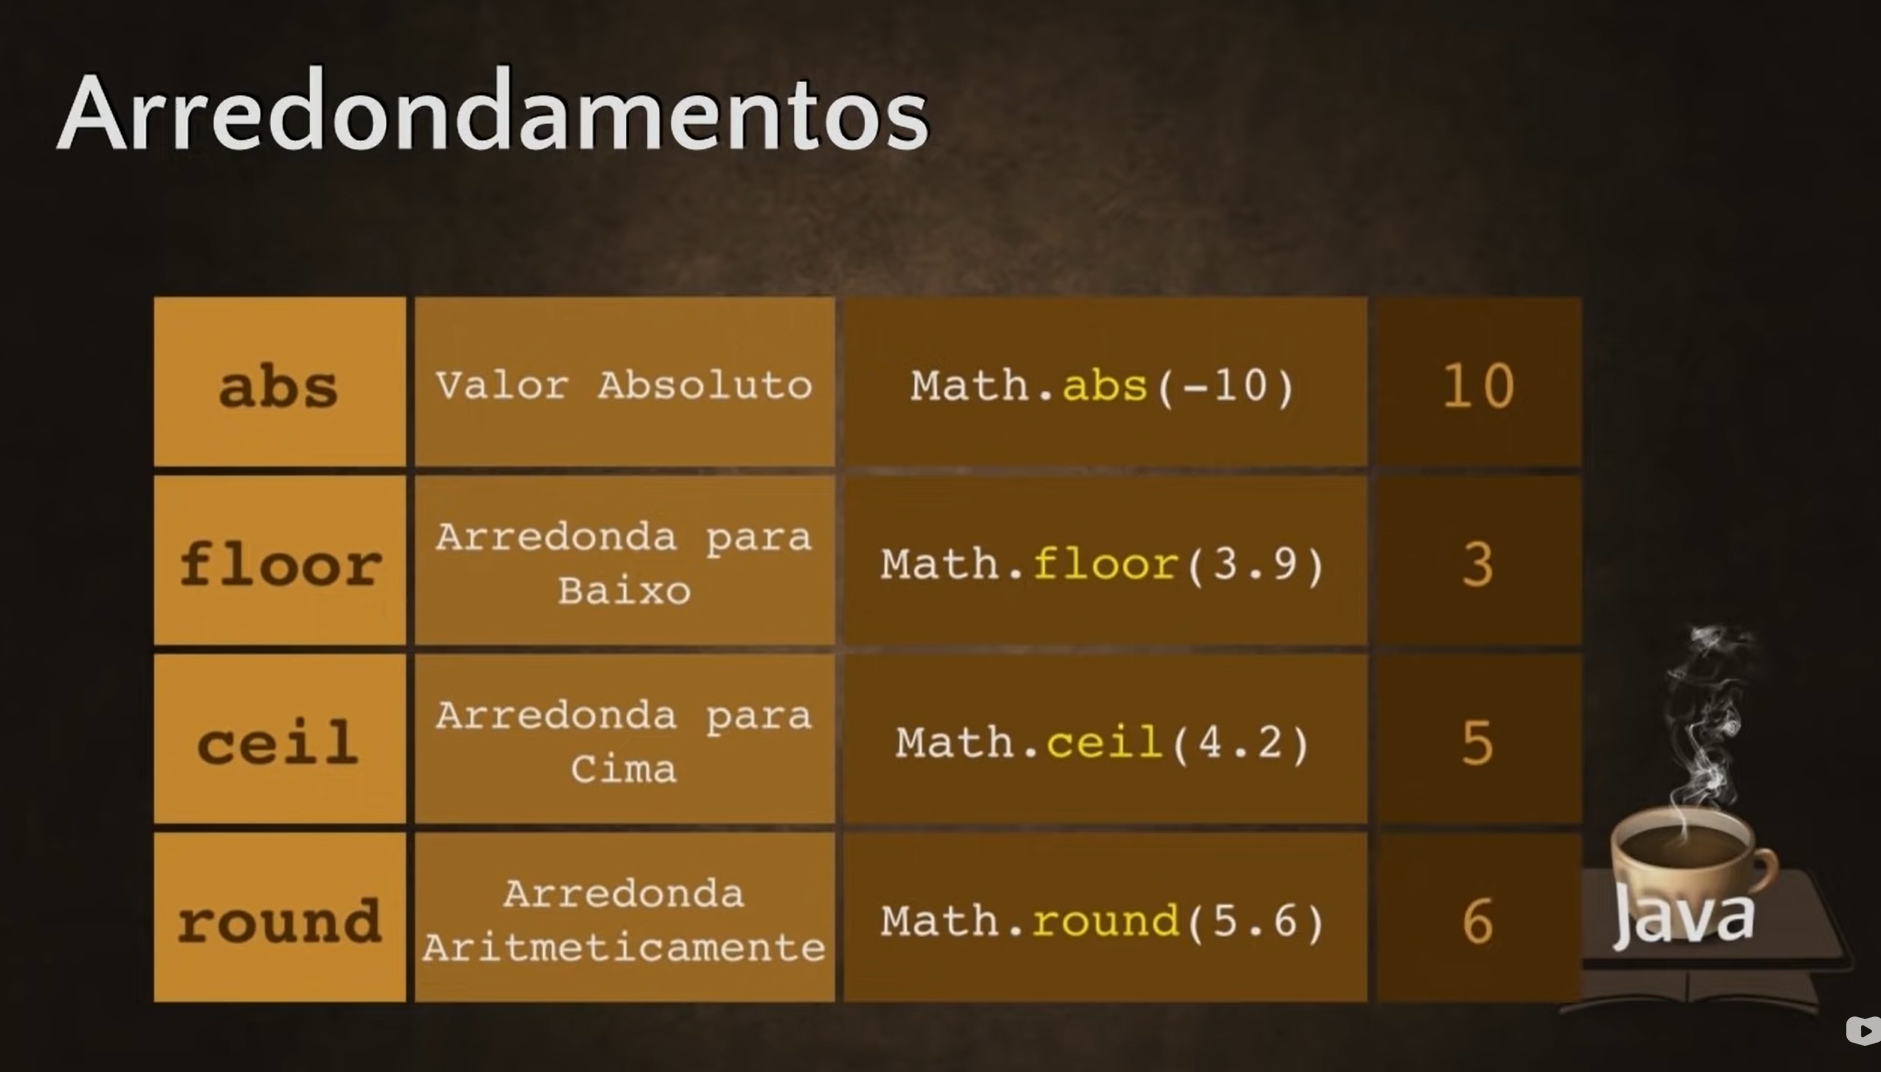 Arredondamentos
abs
Valor Absoluto
Math.abs(-10)
10
floor
Arredonda para
Baixo
Math.floor(3.9)
3
ceil
Arredonda para
Cima
Math.ceil(4.2)
5
round
Arredonda
Aritmeticamente
Math.round(5.6)
6
Java